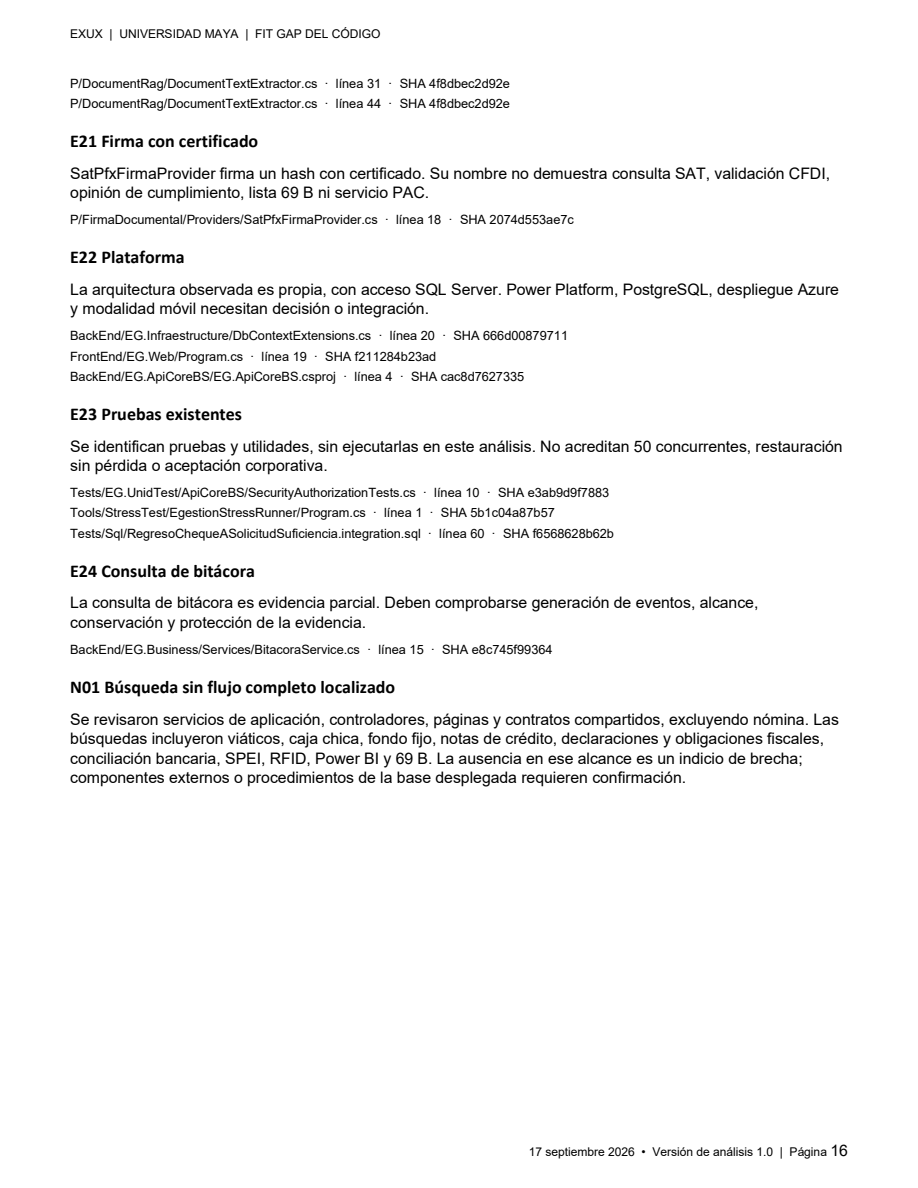 EXUX | UNIVERSIDAD MAYA | FIT GAP DEL CÓDIGO
P/DocumentRag/DocumentTextExtractor.cs · línea 31 · SHA 4f8dbec2d92e
P/DocumentRag/DocumentTextExtractor.cs · línea 44 · SHA 4f8dbec2d92e
E21 Firma con certificado
SatPfxFirmaProvider firma un hash con certificado. Su nombre no demuestra consulta SAT, validación CFDI,
opinión de cumplimiento, lista 69 B ni servicio PAC.
P/FirmaDocumental/Providers/SatPfxFirmaProvider.cs · línea 18 · SHA 2074d553ae7c
E22 Plataforma
La arquitectura observada es propia, con acceso SQL Server. Power Platform, PostgreSQL, despliegue Azure
y modalidad móvil necesitan decisión o integración.
BackEnd/EG.Infraestructure/DbContextExtensions.cs · línea 20 · SHA 666d00879711
FrontEnd/EG.Web/Program.cs · línea 19 · SHA f211284b23ad
BackEnd/EG.ApiCoreBS/EG.ApiCoreBS.csproj · línea 4 · SHA cac8d7627335
E23 Pruebas existentes
Se identifican pruebas y utilidades, sin ejecutarlas en este análisis. No acreditan 50 concurrentes, restauración
sin pérdida o aceptación corporativa.
Tests/EG.UnidTest/ApiCoreBS/SecurityAuthorizationTests.cs · línea 10 · SHA e3ab9d9f7883
Tools/StressTest/EgestionStressRunner/Program.cs · línea 1 · SHA 5b1c04a87b57
Tests/Sql/RegresoChequeASolicitudSuficiencia.integration.sql · línea 60 · SHA f6568628b62b
E24 Consulta de bitácora
La consulta de bitácora es evidencia parcial. Deben comprobarse generación de eventos, alcance,
conservación y protección de la evidencia.
BackEnd/EG.Business/Services/BitacoraService.cs · línea 15 · SHA e8c745f99364
N01 Búsqueda sin flujo completo localizado
Se revisaron servicios de aplicación, controladores, páginas y contratos compartidos, excluyendo nómina. Las
búsquedas incluyeron viáticos, caja chica, fondo fijo, notas de crédito, declaraciones y obligaciones fiscales,
conciliación bancaria, SPEI, RFID, Power BI y 69 B. La ausencia en ese alcance es un indicio de brecha;
componentes externos o procedimientos de la base desplegada requieren confirmación.
17 septiembre 2026 • Versión de análisis 1.0 | Página 16